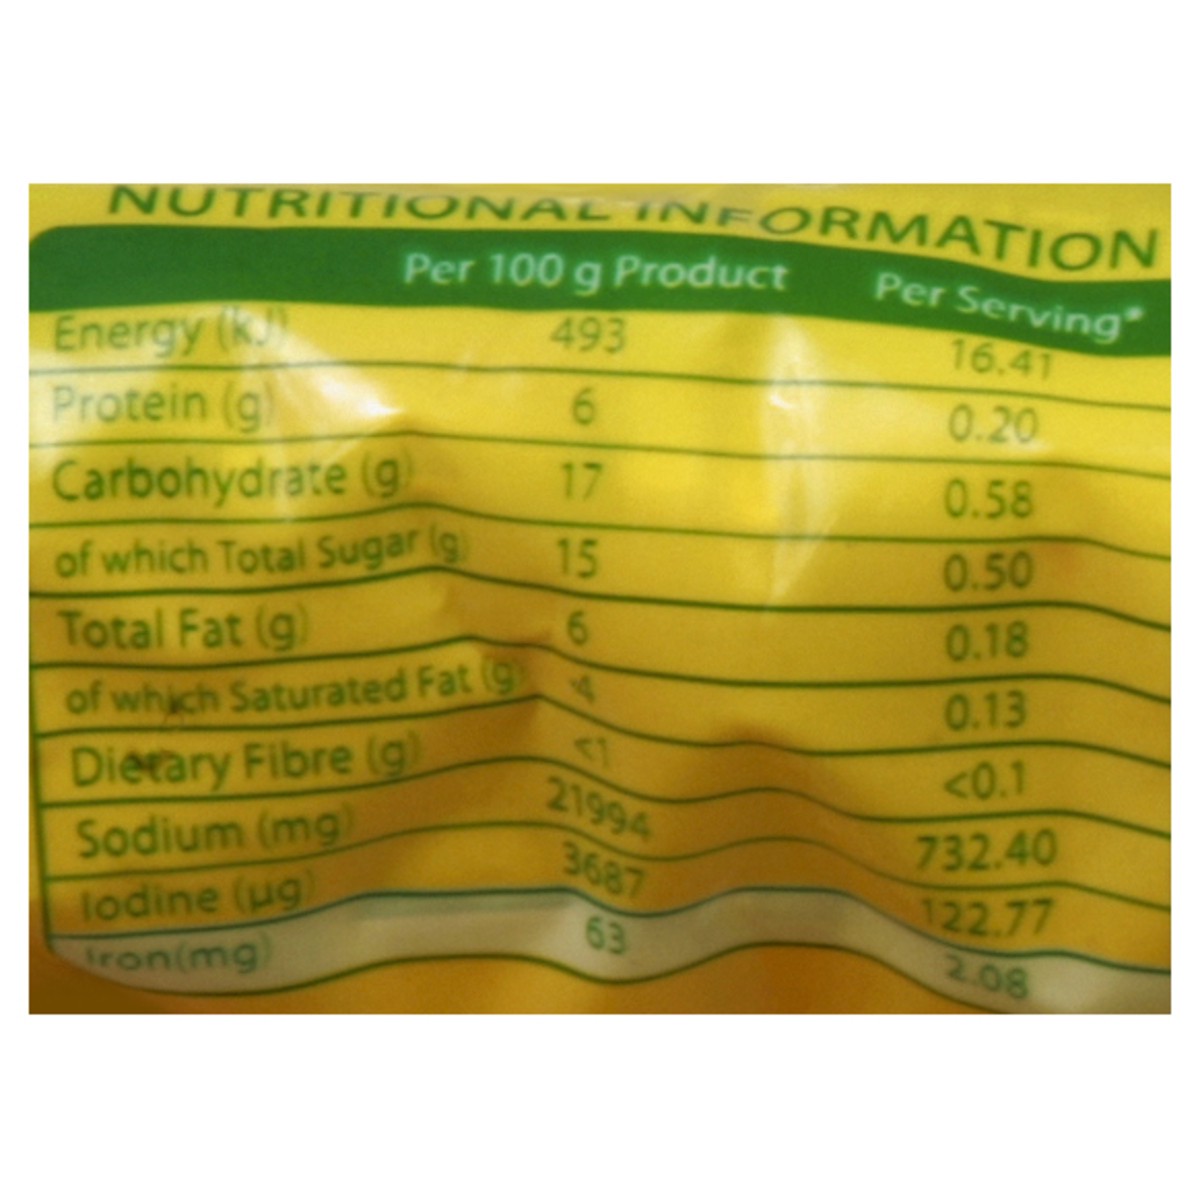 NUTRITIONAL INFORMATION
Per 100 g Product Per Serving*
Energy (kJ) 493 16.41
Protein (g) 6 0.20
Carbohydrate (g) 17 0.58
of which Total Sugar (g) 15 0.50
Total Fat (g) 6 0.18
of which Saturated Fat (g) 4 0.13
Dietary Fibre (g) <1 <0.1
Sodium (mg) 21994 732.40
Iodine (µg) 3687 122.77
Iron(mg) 63 2.08